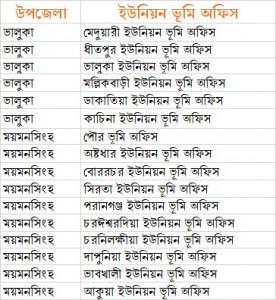 উপজেলা ইউনিয়ন ভূমি অফিস
ভালুকা মেদুয়ারী ইউনিয়ন ভূমি অফিস
ভালুকা ধীতপুর ইউনিয়ন ভূমি অফিস
ভালুকা ভালুকা ইউনিয়ন ভূমি অফিস
ভালুকা মল্লিকবাড়ী ইউনিয়ন ভূমি অফিস
ভালুকা ডাকাতিয়া ইউনিয়ন ভূমি অফিস
ভালুকা কাচিনা ইউনিয়ন ভূমি অফিস
ময়মনসিংহ পৌর ভূমি অফিস
ময়মনসিংহ অষ্টধার ইউনিয়ন ভূমি অফিস
ময়মনসিংহ বোররচর ইউনিয়ন ভূমি অফিস
ময়মনসিংহ সিরতা ইউনিয়ন ভূমি অফিস
ময়মনসিংহ পরানগঞ্জ ইউনিয়ন ভূমি অফিস
ময়মনসিংহ চরঈশ্বরদিয়া ইউনিয়ন ভূমি অফিস
ময়মনসিংহ চরনিলক্ষীয়া ইউনিয়ন ভূমি অফিস
ময়মনসিংহ দাপুনিয়া ইউনিয়ন ভূমি অফিস
ময়মনসিংহ ভাবখালী ইউনিয়ন ভূমি অফিস
ময়মনসিংহ আকুয়া ইউনিয়ন ভূমি অফিস